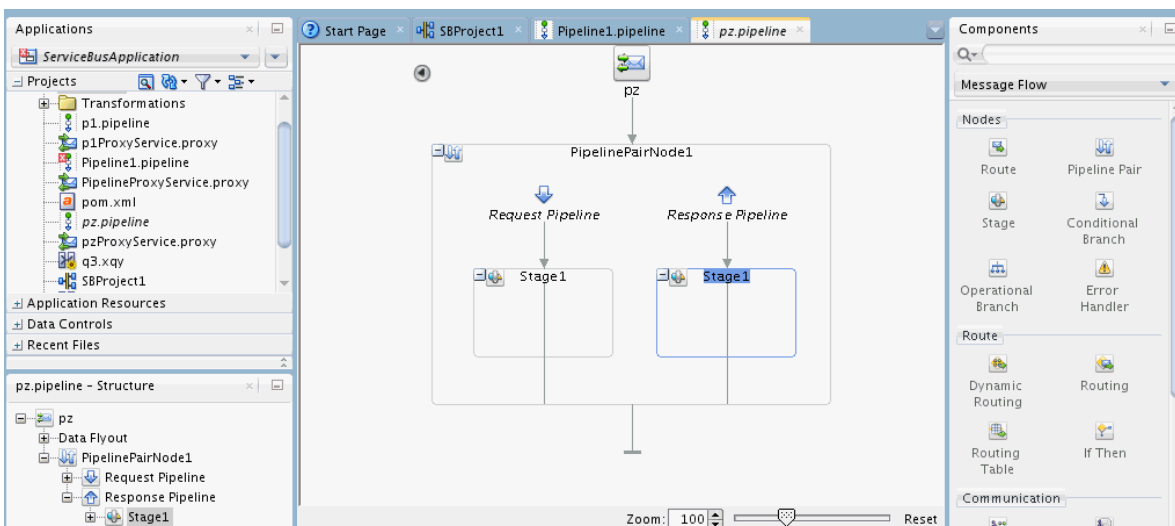 Applications
ServiceBusApplication
Projects
Transformations
p1.pipeline
p1ProxyService.proxy
Pipeline1.pipeline
PipelineProxyService.proxy
pom.xml
pz.pipeline
pzProxyService.proxy
q3.xqy
SBProject1
Application Resources
Data Controls
Recent Files
pz.pipeline - Structure
pz
Data Flyout
PipelinePairNode1
Request Pipeline
Response Pipeline
Stage1
Start Page
SBProject1
Pipeline1.pipeline
pz.pipeline
pz
PipelinePairNode1
Request Pipeline
Response Pipeline
Stage1
Stage1
Zoom: 100
Reset
Components
Message Flow
Nodes
Route
Pipeline Pair
Stage
Conditional
Branch
Operational
Branch
Error
Handler
Route
Dynamic
Routing
Routing
Routing
Table
If Then
Communication